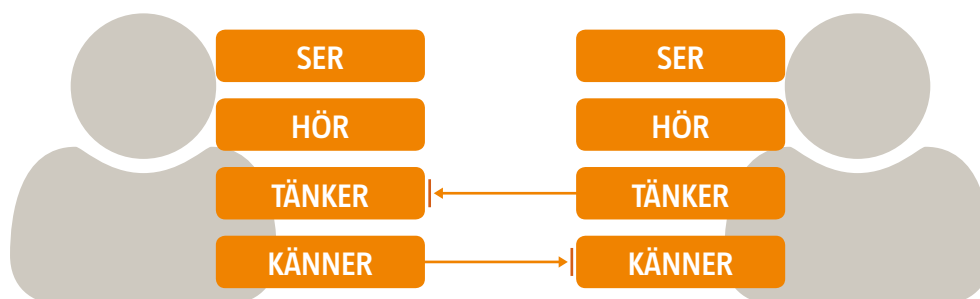 SER
SER
HÖR
HÖR
TÄNKER
TÄNKER
KÄNNER
KÄNNER